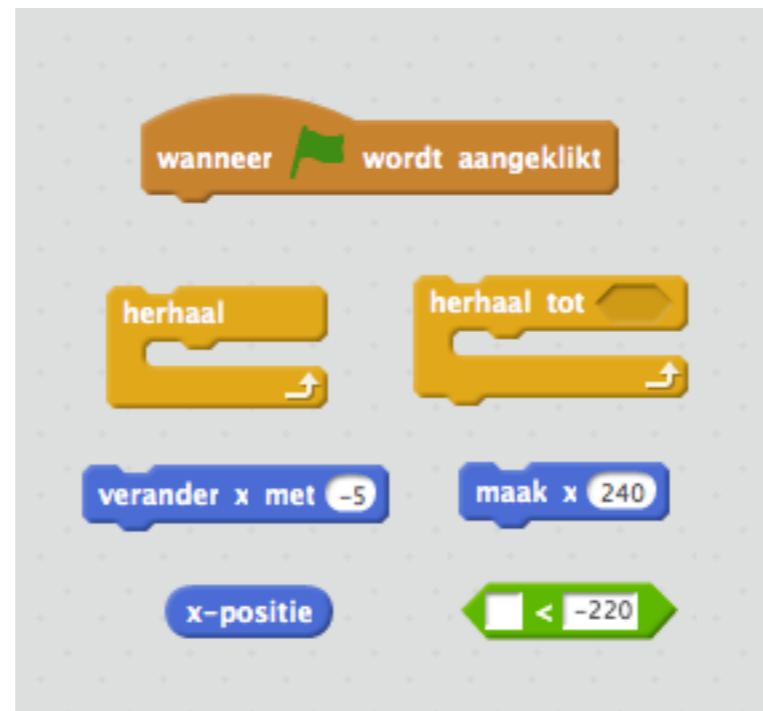 wanneer wordt aangeklikt
herhaal
herhaal tot
verander x met -5
maak x 240
x-positie
< -220